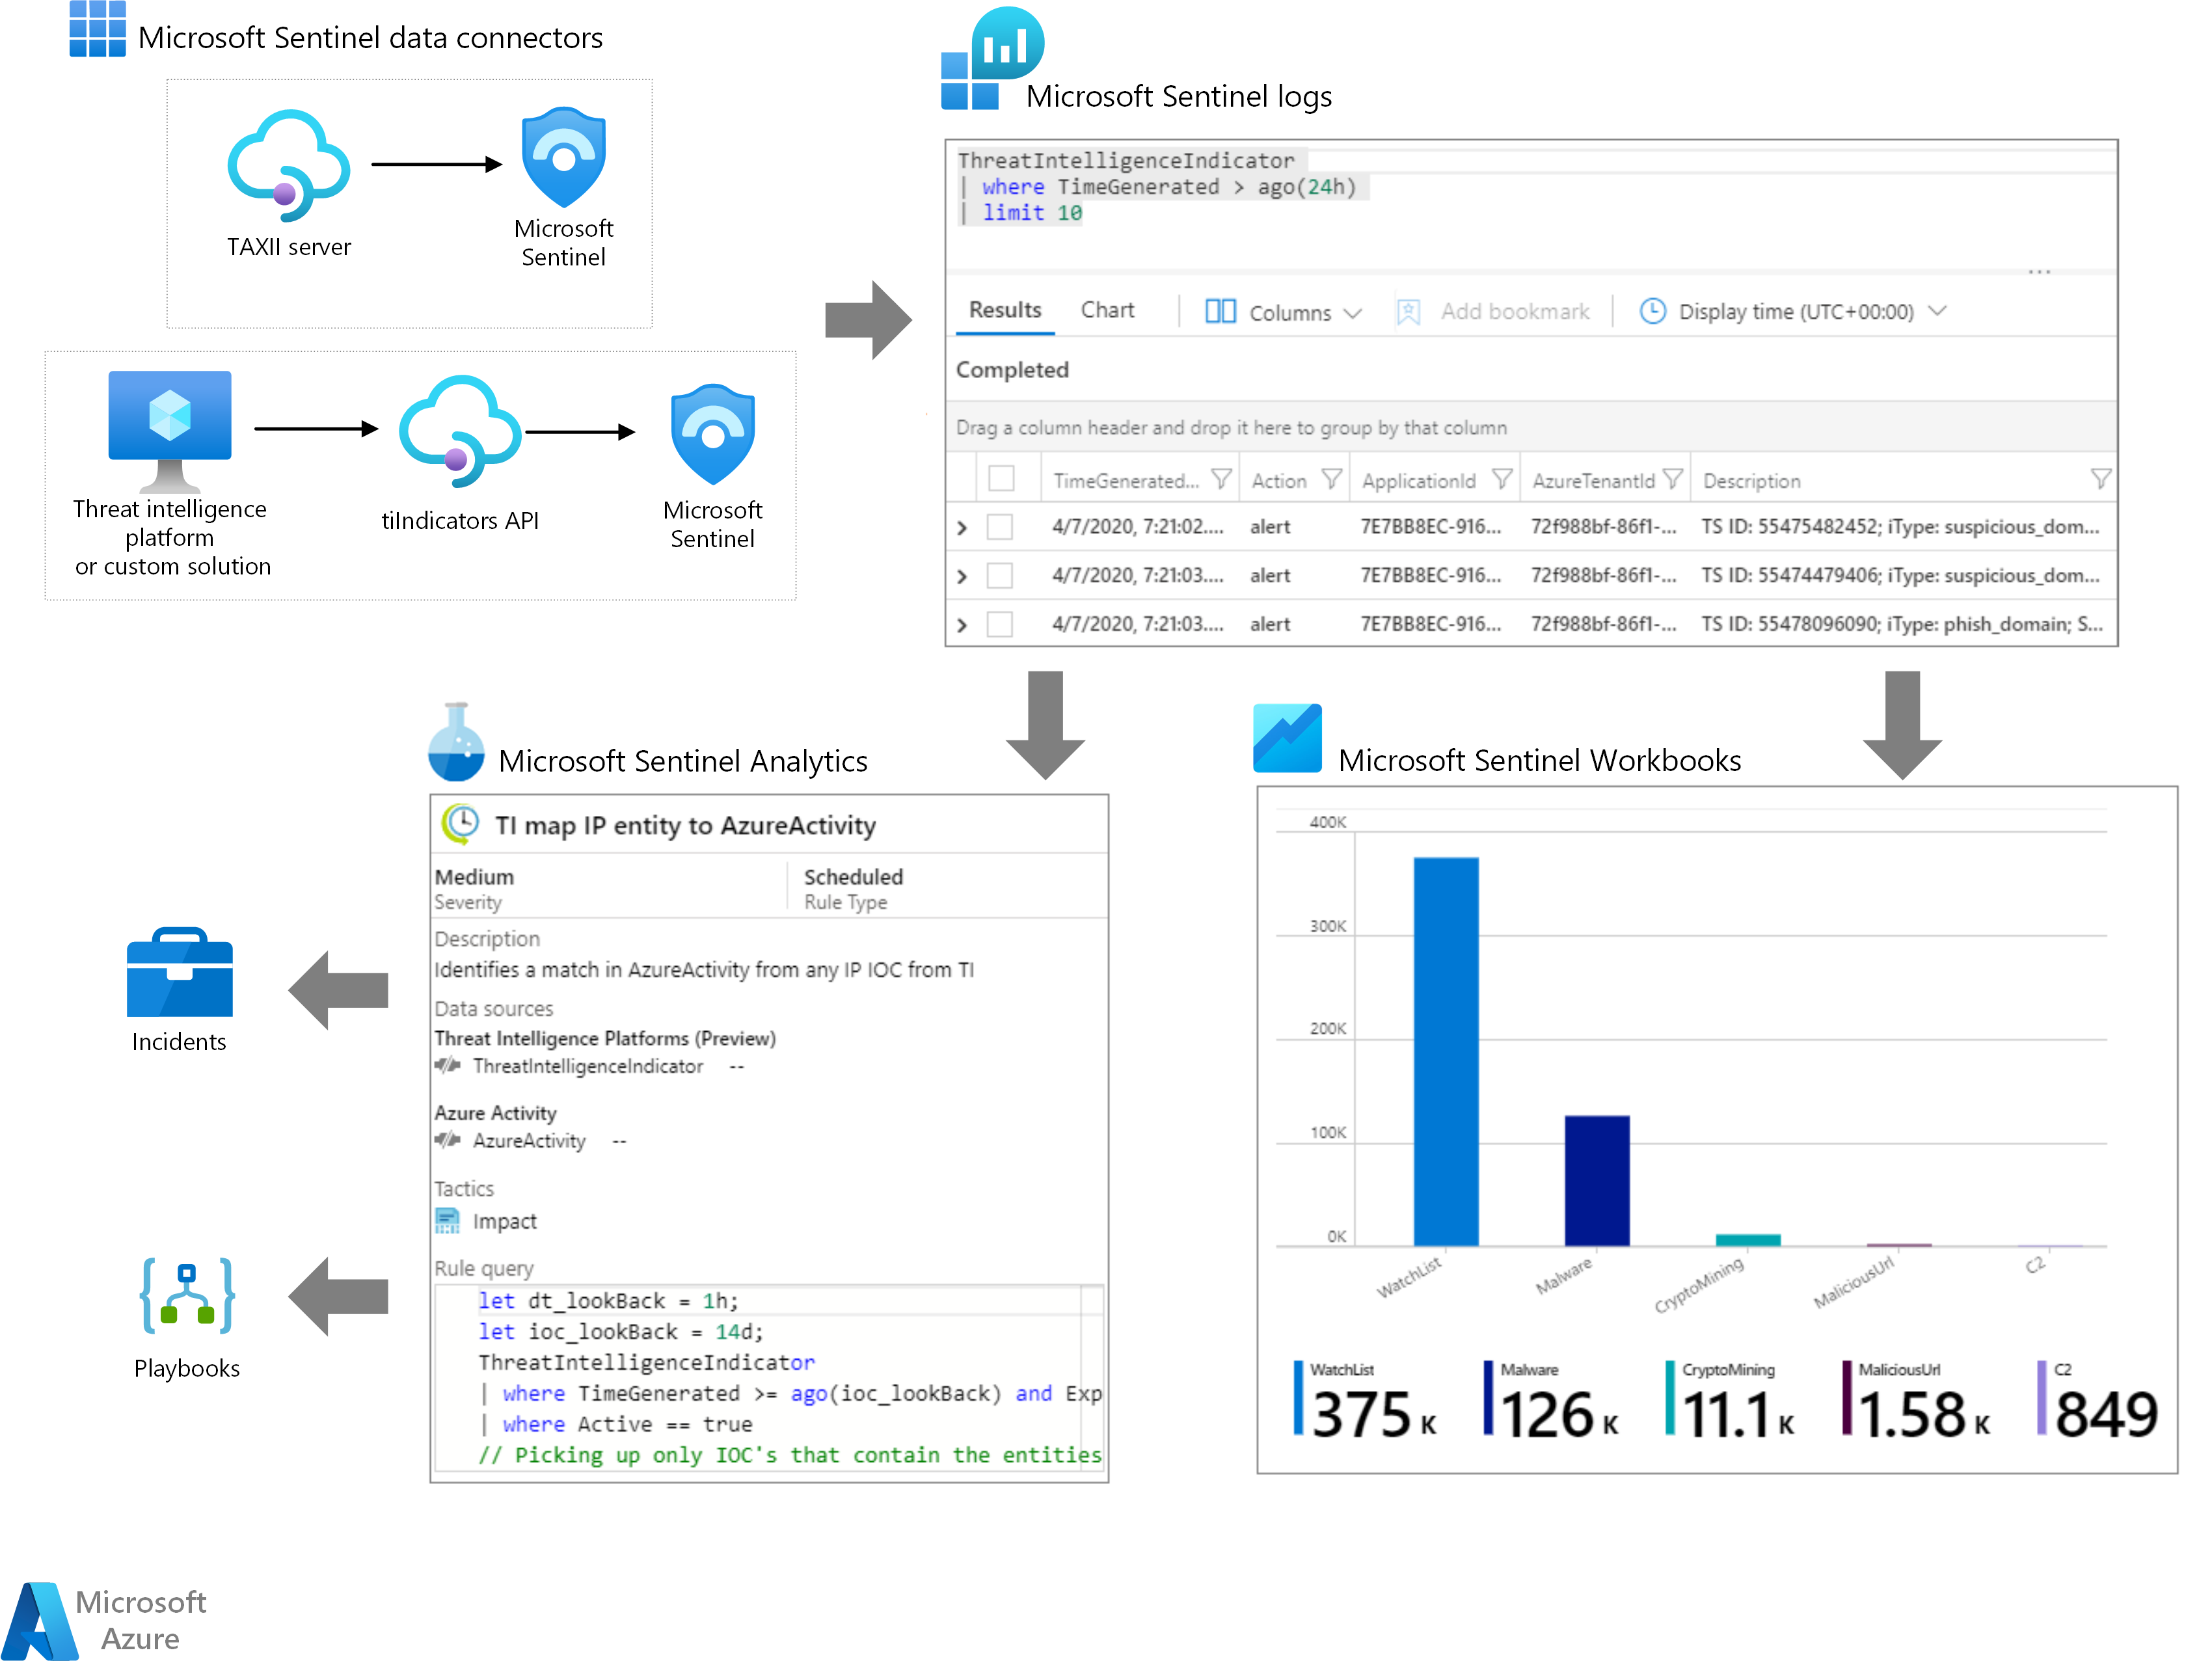 Microsoft Sentinel data connectors
TAXII server
Microsoft
Sentinel
Threat intelligence
platform
or custom solution
tiIndicators API
Microsoft
Sentinel
Microsoft Sentinel logs
ThreatIntelligenceIndicator
| where TimeGenerated > ago(24h)
| limit 10
...
Results Chart Columns Add bookmark Display time (UTC+00:00)
Completed
Drag a column header and drop it here to group by that column
TimeGenerated... Action ApplicationId AzureTenantId Description
4/7/2020, 7:21:02.... alert 7E7BB8EC-916... 72f988bf-86f1-... TS ID: 55475482452; iType: suspicious_dom...
4/7/2020, 7:21:03.... alert 7E7BB8EC-916... 72f988bf-86f1-... TS ID: 55474479406; iType: suspicious_dom...
4/7/2020, 7:21:03.... alert 7E7BB8EC-916... 72f988bf-86f1-... TS ID: 55478096090; iType: phish_domain; S...
Microsoft Sentinel Analytics
TI map IP entity to AzureActivity
Medium Scheduled
Severity Rule Type
Description
Identifies a match in AzureActivity from any IP IOC from TI
Data sources
Threat Intelligence Platforms (Preview)
ThreatIntelligenceIndicator --
Azure Activity
AzureActivity --
Tactics
Impact
Rule query
let dt_lookBack = 1h;
let ioc_lookBack = 14d;
ThreatIntelligenceIndicator
| where TimeGenerated >= ago(ioc_lookBack) and Exp
| where Active == true
// Picking up only IOC's that contain the entities
Incidents
Playbooks
Microsoft Sentinel Workbooks
400K
300K
200K
100K
0K
WatchList Malware CryptoMining MaliciousUrl C2
WatchList Malware CryptoMining MaliciousUrl C2
375 K 126 K 11.1 K 1.58 K 849
Microsoft
Azure